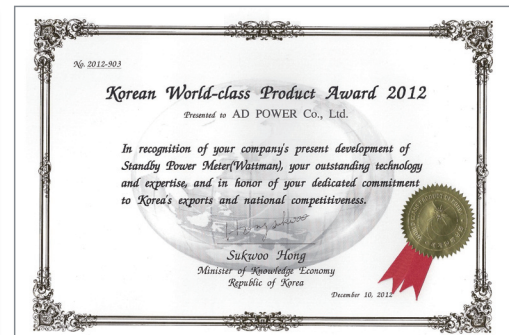 No. 2012-903
Korean World-class Product Award 2012
Presented to AD POWER Co., Ltd.
In recognition of your company's present development of
Standby Power Meter(Wattman), your outstanding technology
and expertise, and in honor of your dedicated commitment
to Korea's exports and national competitiveness.
Sukwoo Hong
Minister of Knowledge Economy
Republic of Korea
December 10, 2012